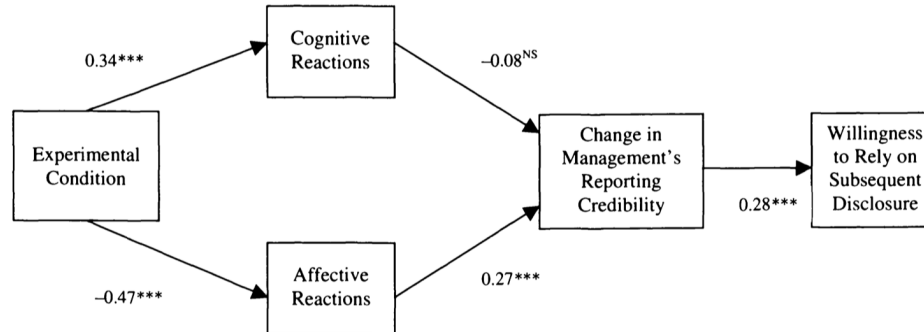 Cognitive
Reactions
0.34***
–0.08NS
Experimental
Condition
Change in
Management's
Reporting
Credibility
Willingness
to Rely on
Subsequent
Disclosure
0.28***
Affective
Reactions
–0.47***
0.27***